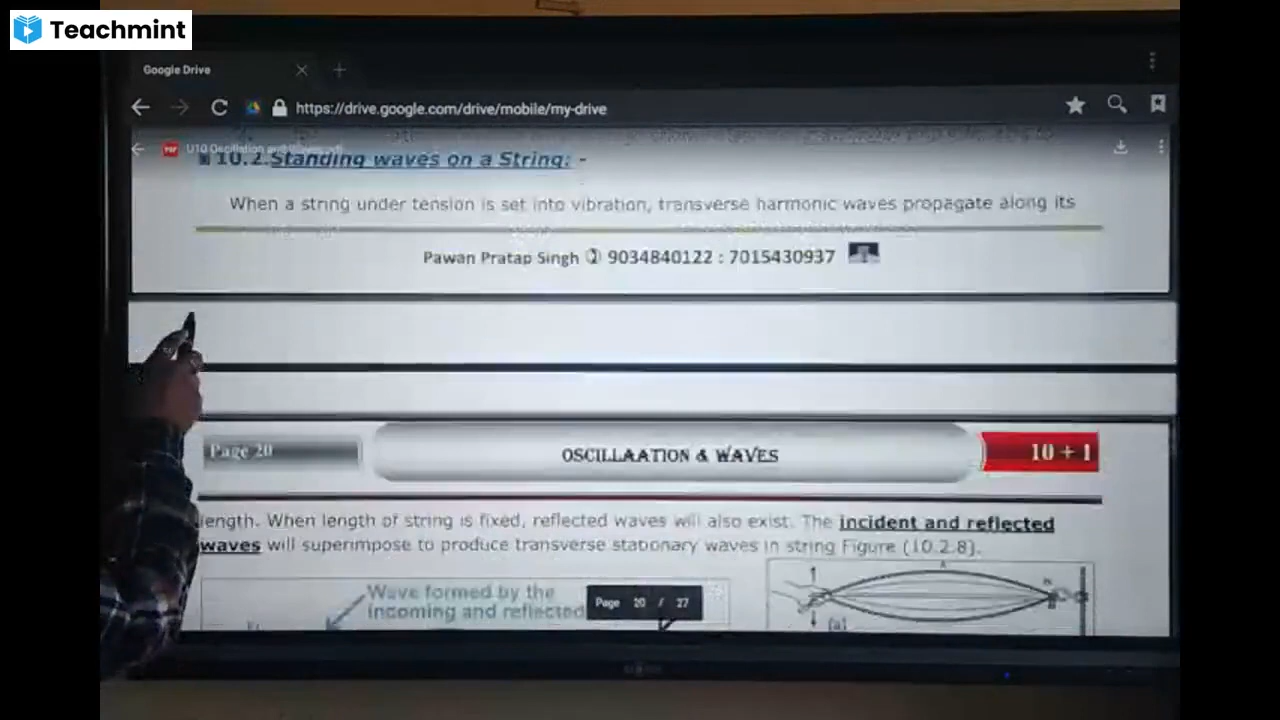 Teachmint
Google Drive
https://drive.google.com/drive/mobile/my-drive
U10 Oscillation and
10.2.Standing waves on a String: -
When a string under tension is set into vibration, transverse harmonic waves propagate along its
Pawan Pratap Singh 9034840122 : 7015430937
Page 20
OSCILLAATION & WAVES
10 + 1
length. When length of string is fixed, reflected waves will also exist. The incident and reflected
waves will superimpose to produce transverse stationary waves in string Figure (10.2.8).
Wave formed by the
incoming and reflected
Page 20 / 27
A
(a)